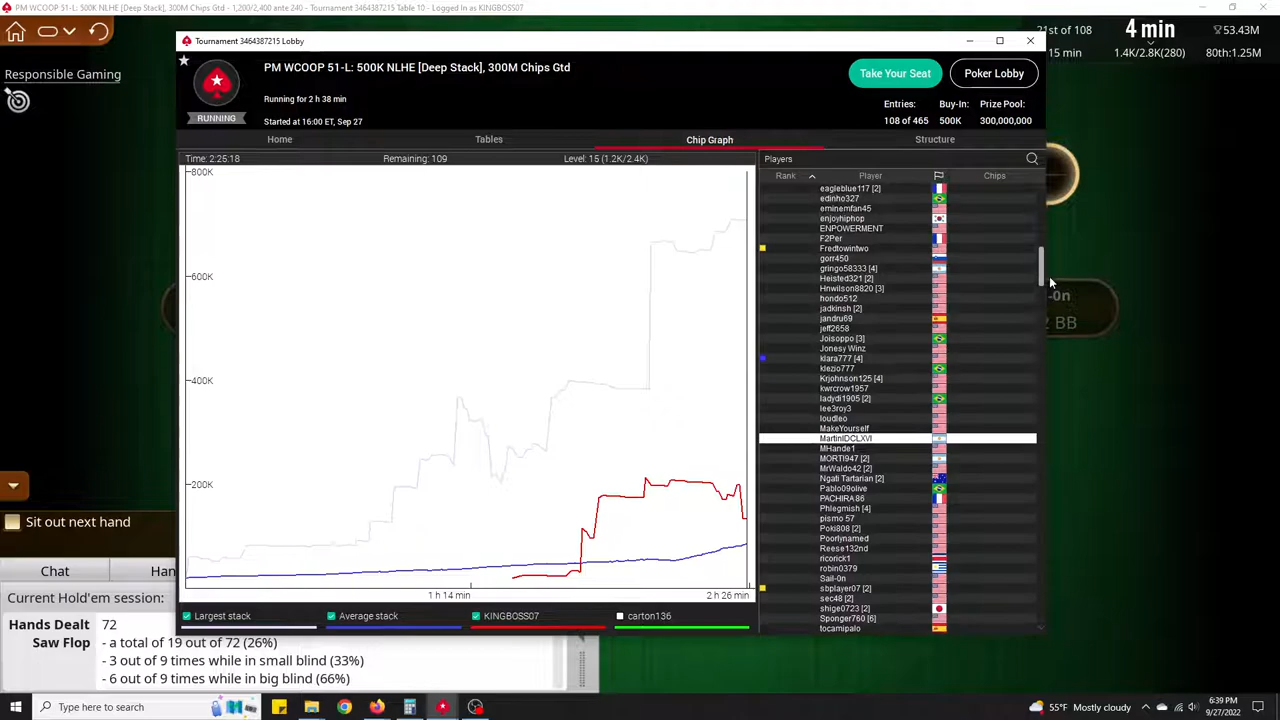 PM WCOOP 51-L: 500K NLHE [Deep Stack], 300M Chips Gtd - 1,200/2,400 ante 240 - Tournament 3464387215 Table 10 - Logged In as KINGBOSS07
21st of 108
4 min
53.43M
15 min
1.4K/2.8K(280)
80th:1.25M
Responsible Gaming
Tournament 3464387215 Lobby
PM WCOOP 51-L: 500K NLHE [Deep Stack], 300M Chips Gtd
Take Your Seat
Poker Lobby
Running for 2 h 38 min
RUNNING
Started at 16:00 ET, Sep 27
Entries:
Buy-In:
Prize Pool:
108 of 465
500K
300,000,000
Home
Tables
Chip Graph
Structure
Time: 2:25:18
Remaining: 109
Level: 15 (1.2K/2.4K)
Players
Rank
Player
Chips
800K
600K
400K
200K
1 h 14 min
2 h 26 min
eagleblue117 [2]
edinho327
eminemfan45
enjoyhiphop
ENPOWERMENT
F2Per
Fredtowintwo
gorr450
gringo58333 [4]
Heisted321 [2]
Hnwilson8820 [3]
hondo512
jadkinsh [2]
jandru69
jeff2658
Joisoppo [3]
Jonesy Winz
klara777 [4]
klezio777
Krjohnson125 [4]
kwrcrow1957
ladydi1905 [2]
lee3roy3
loudleo
MakeYourself
MartinIDCLXVI
MHande1
MORTI947 [2]
MrWaldo42 [2]
Ngati Tartarian [2]
Pablo09olive
PACHIRA 86
Phlegmish [4]
pismo 57
Poki808 [2]
Poorlynamed
Reese132nd
ricorick1
robin0379
Sail-0n
sbplayer07 [2]
sec48 [2]
shige0723 [2]
Sponger760 [6]
tocamipalo
-0n
BB
Largest stack
Average stack
KINGBOSS07
carton136
Sit out next hand
Chat
Han
Current Hold'em session:
Hands Dealt 72
Saw Flop - a total of 19 out of 72 (26%)
- 3 out of 9 times while in small blind (33%)
- 6 out of 9 times while in big blind (66%)
Type here to search
55°F Mostly cloudy
6:39 PM
9/27/2022